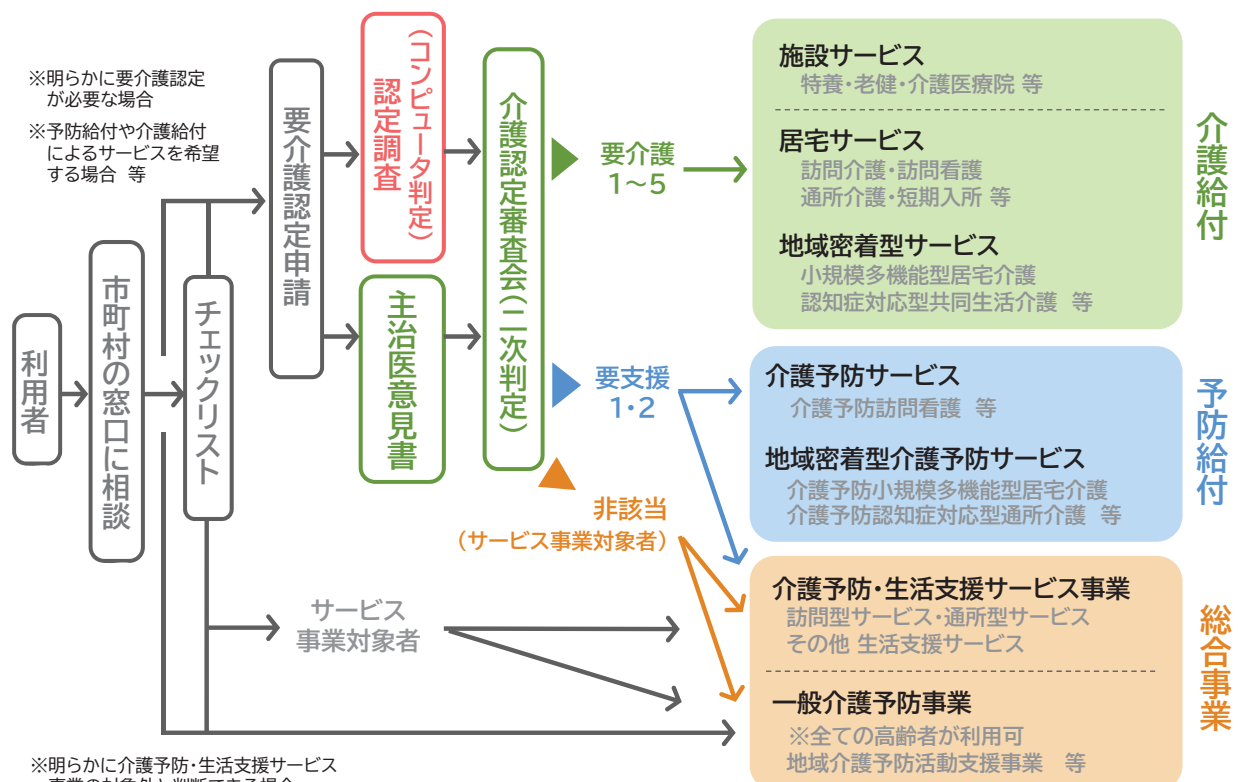 ※明らかに要介護認定
が必要な場合
※予防給付や介護給付
によるサービスを希望
する場合 等
利用者
市町村の窓口に相談
チェックリスト
要介護認定申請
認定調査
(コンピュータ判定)
主治医意見書
介護認定審査会(二次判定)
要介護
1〜5
要支援
1・2
非該当
(サービス事業対象者)
サービス
事業対象者
施設サービス
特養・老健・介護医療院 等
居宅サービス
訪問介護・訪問看護
通所介護・短期入所 等
地域密着型サービス
小規模多機能型居宅介護
認知症対応型共同生活介護 等
介護給付
介護予防サービス
介護予防訪問看護 等
地域密着型介護予防サービス
介護予防小規模多機能型居宅介護
介護予防認知症対応型通所介護 等
予防給付
介護予防・生活支援サービス事業
訪問型サービス・通所型サービス
その他 生活支援サービス
一般介護予防事業
※全ての高齢者が利用可
地域介護予防活動支援事業 等
総合事業
※明らかに介護予防・生活支援サービス
事業の対象外と判断できる場合